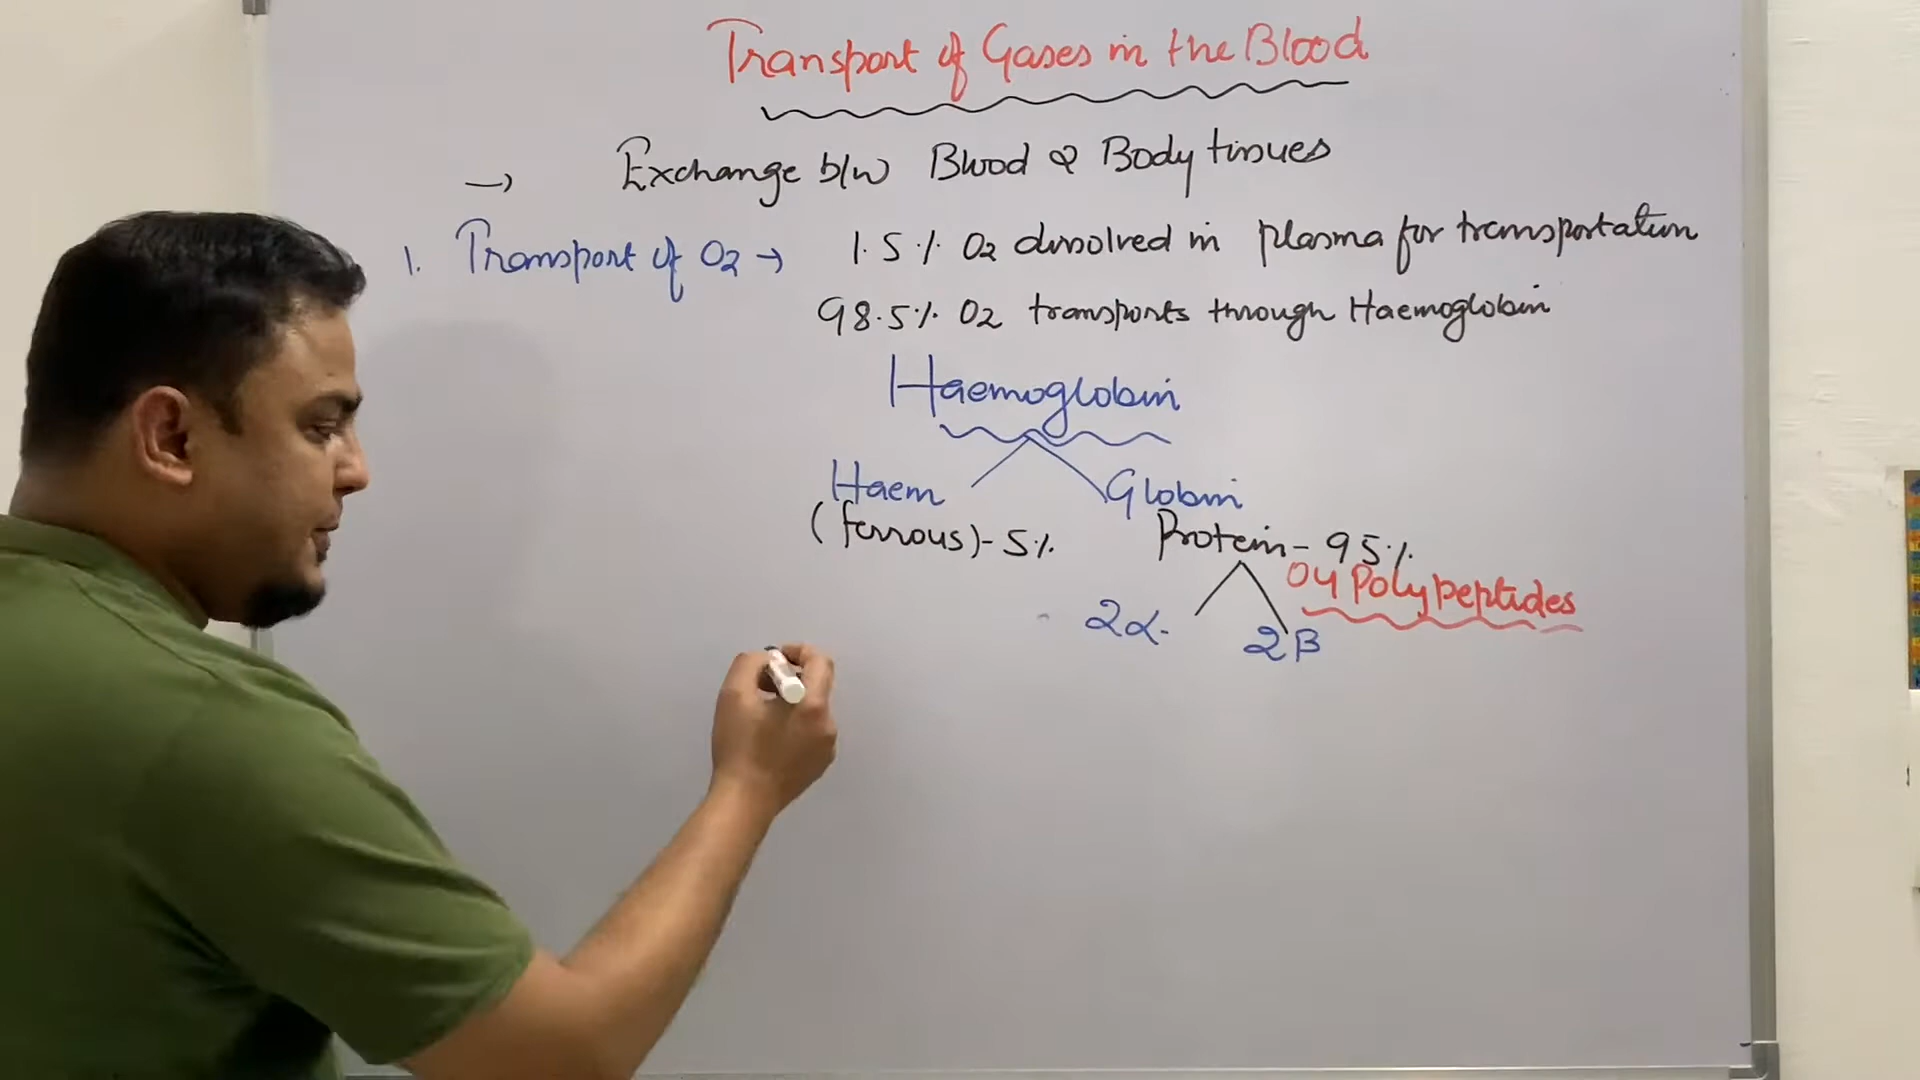 Transport of Gases in the Blood
→ Exchange b/w Blood & Body tissues
1. Transport of O2 → 1.5% O2 dissolved in plasma for transportation
98.5% O2 transports through Haemoglobin
Haemoglobin
Haem Globin
(ferrous)-5% Protein-95%
04 Polypeptides
2α 2β